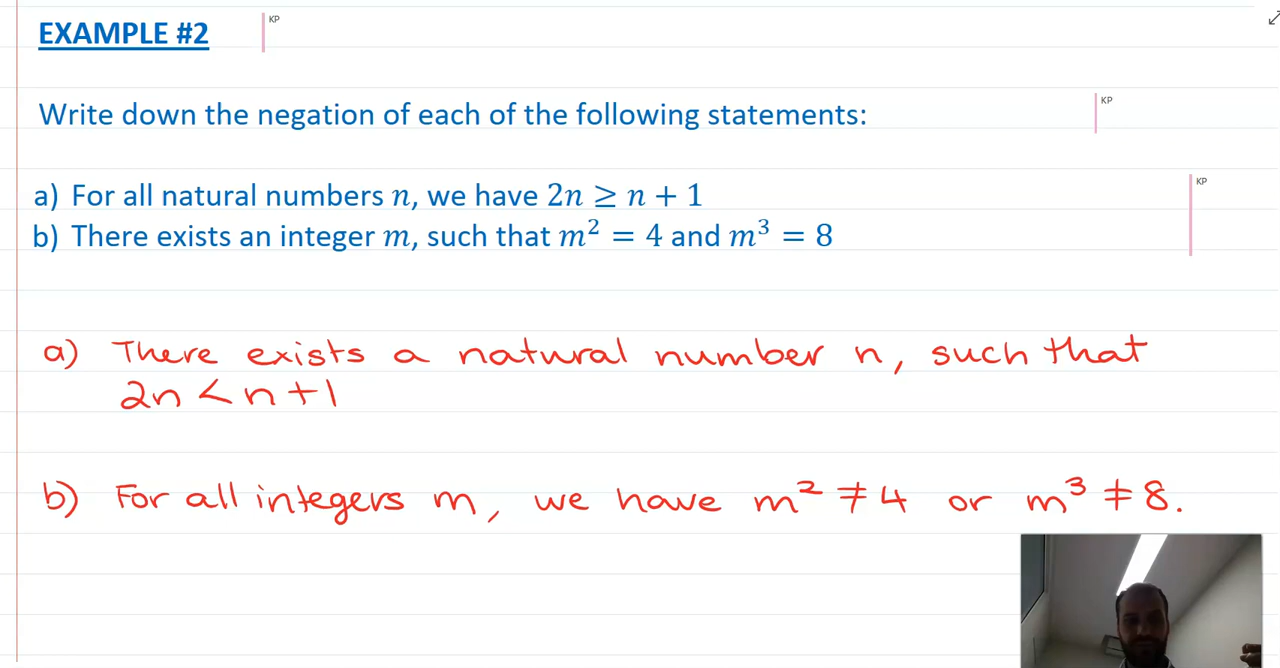 EXAMPLE #2
KP
Write down the negation of each of the following statements:
KP
a) For all natural numbers n, we have 2n ≥ n + 1
KP
b) There exists an integer m, such that m² = 4 and m³ = 8
a) There exists a natural number n, such that
2n < n + 1
b) For all integers m, we have m² ≠ 4 or m³ ≠ 8.